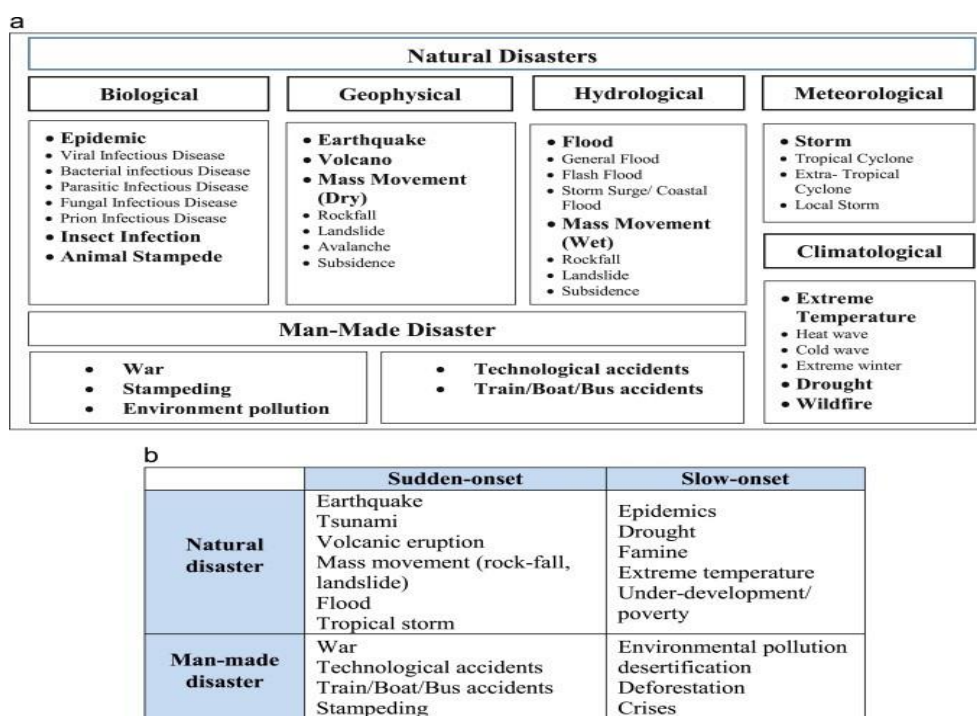 a
Natural Disasters
Biological
• Epidemic
• Viral Infectious Disease
• Bacterial infectious Disease
• Parasitic Infectious Disease
• Fungal Infectious Disease
• Prion Infectious Disease
• Insect Infection
• Animal Stampede
Geophysical
• Earthquake
• Volcano
• Mass Movement
(Dry)
• Rockfall
• Landslide
• Avalanche
• Subsidence
Hydrological
• Flood
• General Flood
• Flash Flood
• Storm Surge/ Coastal
Flood
• Mass Movement
(Wet)
• Rockfall
• Landslide
• Subsidence
Meteorological
• Storm
• Tropical Cyclone
• Extra- Tropical
Cyclone
• Local Storm
Climatological
• Extreme
Temperature
• Heat wave
• Cold wave
• Extreme winter
• Drought
• Wildfire
Man-Made Disaster
• War
• Stampeding
• Environment pollution
• Technological accidents
• Train/Boat/Bus accidents
b
Sudden-onset
Slow-onset
Natural
disaster
Earthquake
Tsunami
Volcanic eruption
Mass movement (rock-fall,
landslide)
Flood
Tropical storm
Epidemics
Drought
Famine
Extreme temperature
Under-development/
poverty
Man-made
disaster
War
Technological accidents
Train/Boat/Bus accidents
Stampeding
Environmental pollution
desertification
Deforestation
Crises